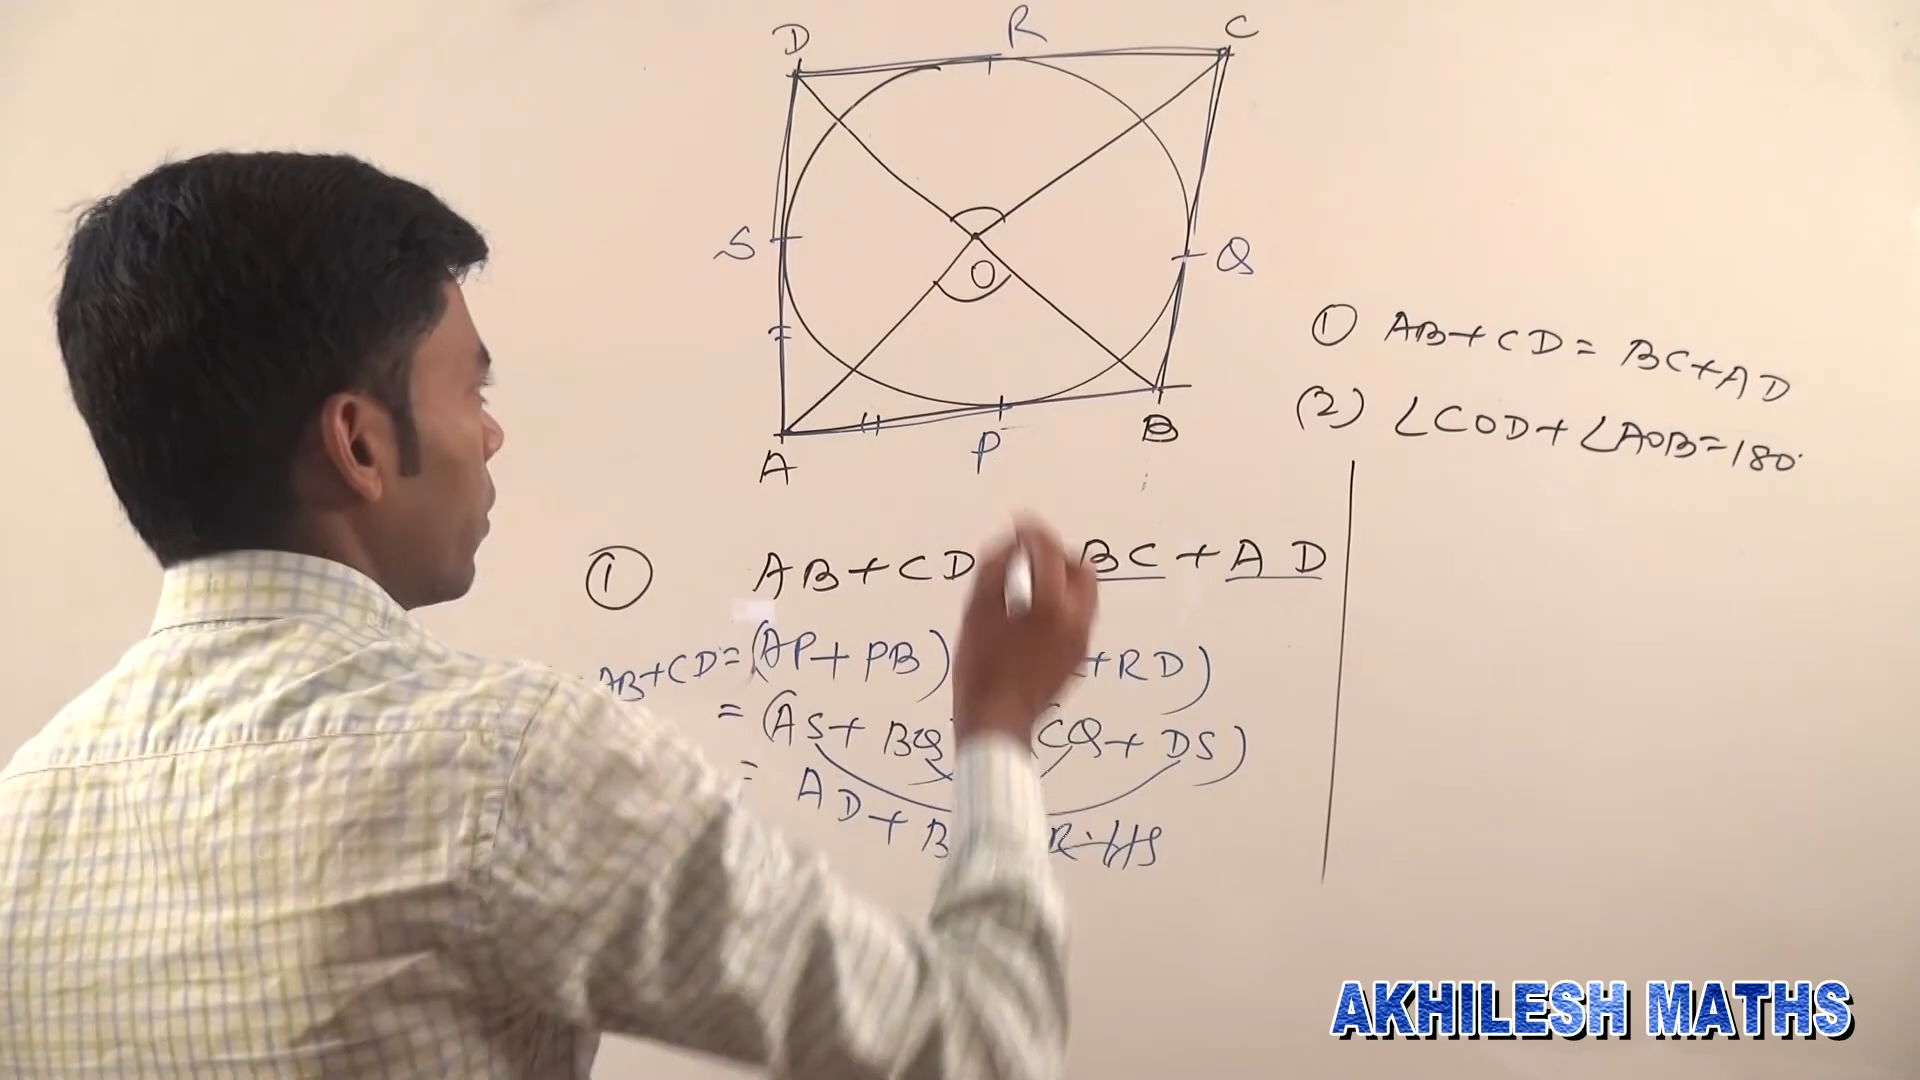 D R C
S O Q
A P B
① AB+CD= BC+AD
(2) ∠COD+∠AOB=180°
① AB+CD BC+AD
AB+CD=(AP+PB) +RD)
=(AS+BQ) (CQ+DS)
= AD+B R.H.S
AKHILESH MATHS